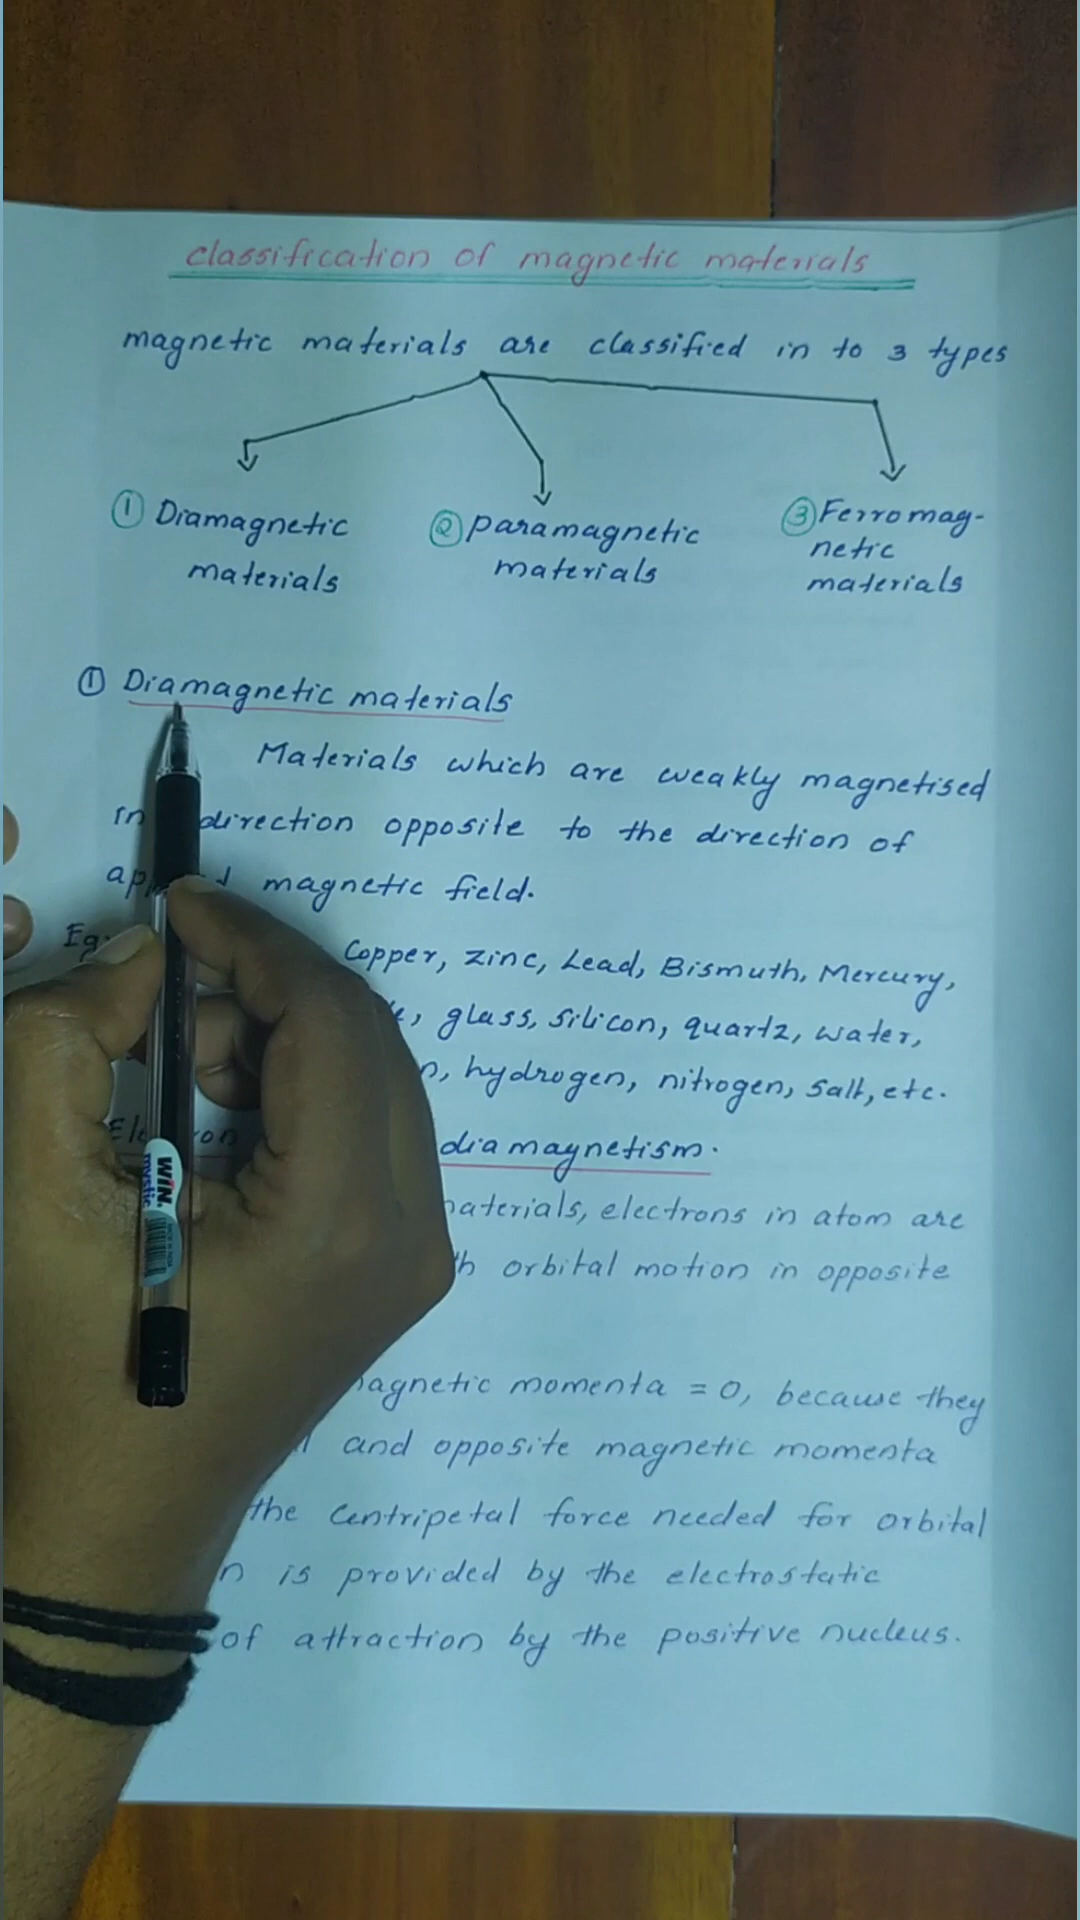 classification of magnetic materials
magnetic materials are classified in to 3 types
① Diamagnetic
materials
② paramagnetic
materials
③ Ferromag-
netic
materials
① Diamagnetic materials
Materials which are weakly magnetised
in direction opposite to the direction of
magnetic field.
Eg: Copper, zinc, Lead, Bismuth, Mercury,
glass, silicon, quartz, water,
hydrogen, nitrogen, salt, etc.
diamagnetism.
materials, electrons in atom are
orbital motion in opposite
magnetic momenta = 0, because they
and opposite magnetic momenta
the centripetal force needed for orbital
is provided by the electrostatic
of attraction by the positive nucleus.
WIN.
mystic